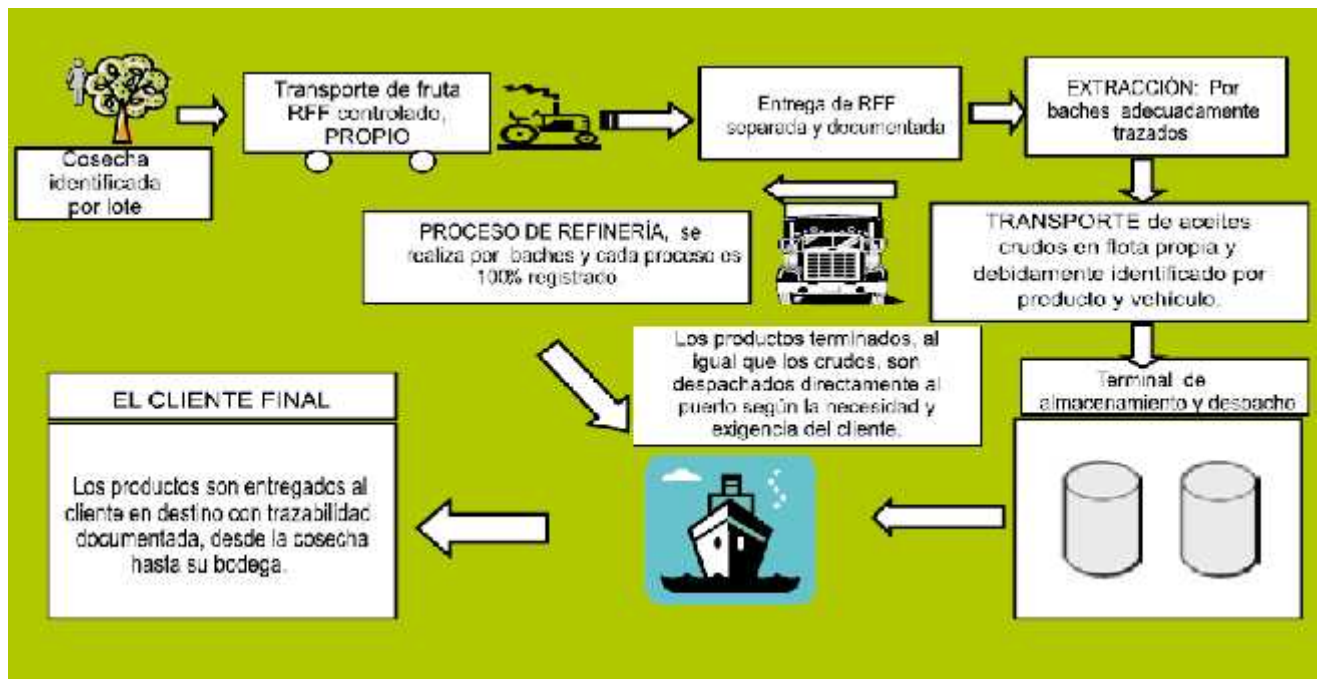 Cosecha
identificada
por lote
Transporte de fruta
RFF controlado,
PROPIO
Entrega de RFF
separada y documentada
EXTRACCIÓN: Por
baches adecuadamente
trazados
TRANSPORTE de aceites
crudos en flota propia y
debidamente identificado por
producto y vehículo.
PROCESO DE REFINERÍA, se
realiza por baches y cada proceso es
100% registrado
Terminal de
almacenamiento y despacho
Los productos terminados, al
igual que los crudos, son
despachados directamente al
puerto según la necesidad y
exigencia del cliente.
EL CLIENTE FINAL
Los productos son entregados al
cliente en destino con trazabilidad
documentada, desde la cosecha
hasta su bodega.